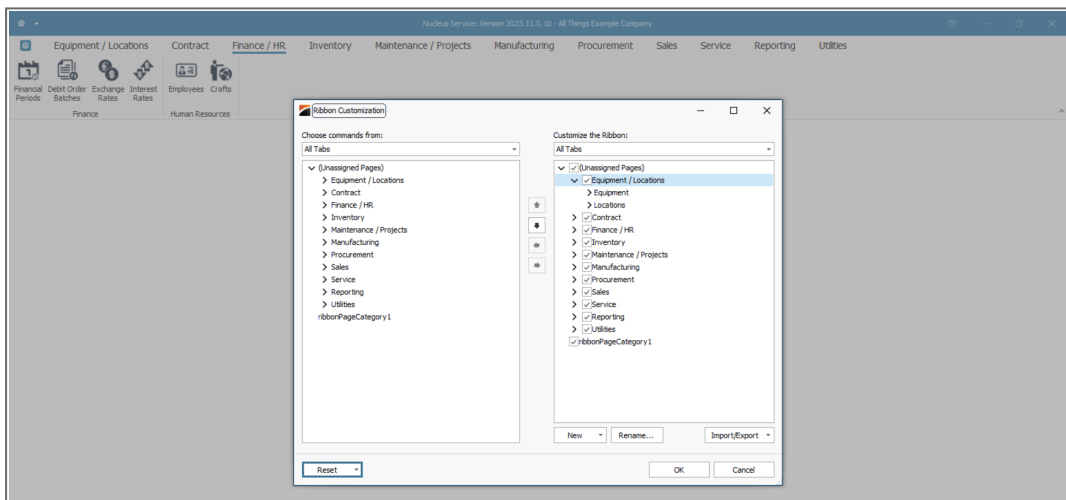 Nucleus Service: Version 2023.11.0.10 - All Things Example Company
Equipment / Locations Contract Finance / HR Inventory Maintenance / Projects Manufacturing Procurement Sales Service Reporting Utilities
Financial Periods Debit Order Batches Exchange Rates Interest Rates Employees Crafts
Finance Human Resources
Ribbon Customization
Choose commands from:
All Tabs
(Unassigned Pages)
Equipment / Locations
Contract
Finance / HR
Inventory
Maintenance / Projects
Manufacturing
Procurement
Sales
Service
Reporting
Utilities
ribbonPageCategory1
Customize the Ribbon:
All Tabs
(Unassigned Pages)
Equipment / Locations
Equipment
Locations
Contract
Finance / HR
Inventory
Maintenance / Projects
Manufacturing
Procurement
Sales
Service
Reporting
Utilities
ribbonPageCategory1
New Rename... Import/Export
Reset OK Cancel